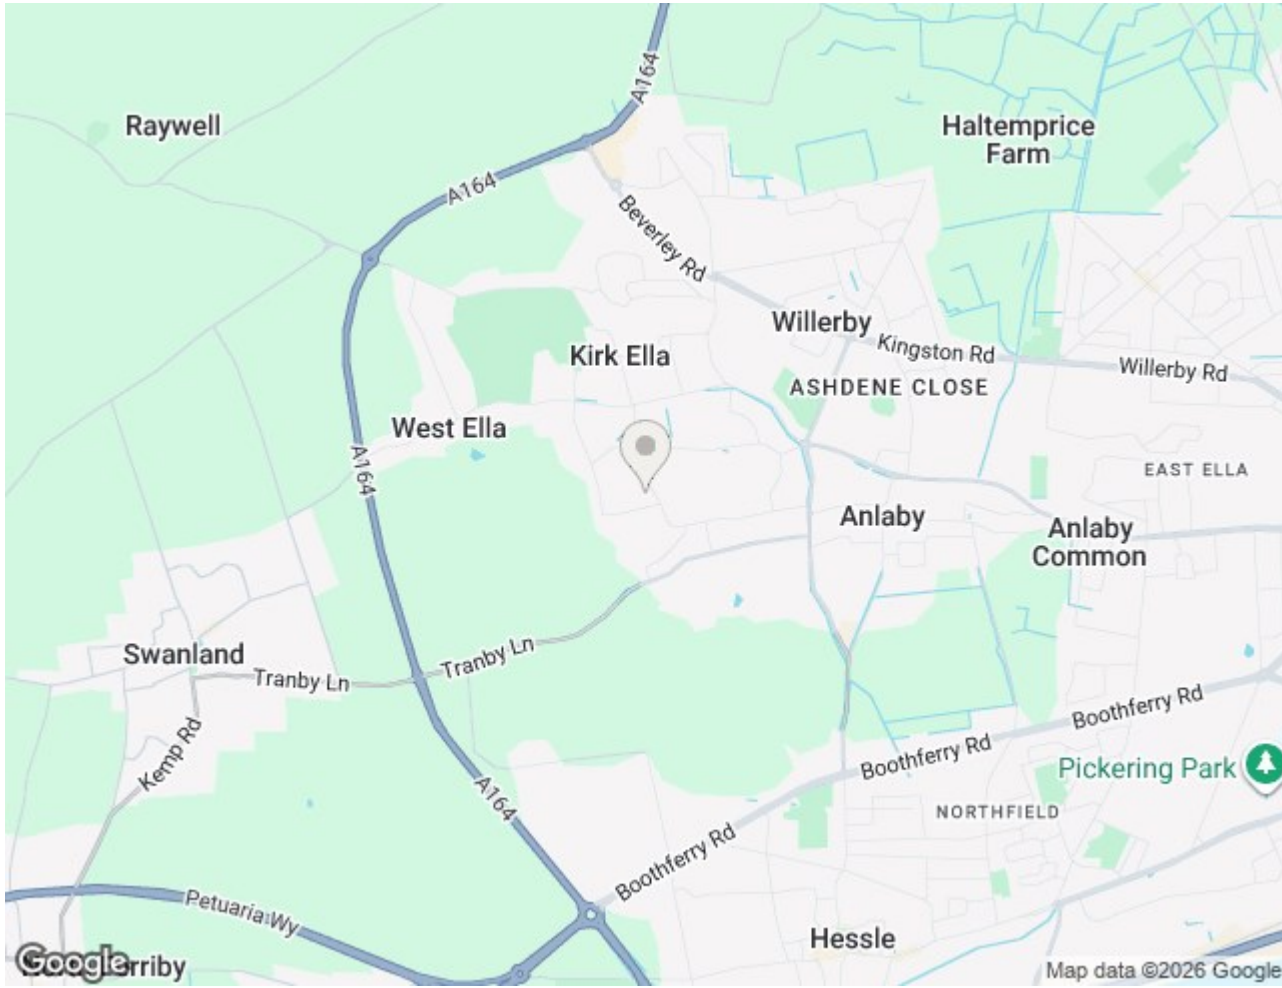 A164
Raywell
Haltemprice
Farm
A164
Beverley Rd
Willerby
Kingston Rd
Kirk Ella
Willerby Rd
ASHDENE CLOSE
West Ella
A164
EAST ELLA
Anlaby
Anlaby
Common
Swanland
Tranby Ln
Tranby Ln
Kemp Rd
Boothferry Rd
Boothferry Rd
Pickering Park
A164
NORTHFIELD
Boothferry Rd
Petuaria Wy
Hessle
Google
Map data ©2026 Google